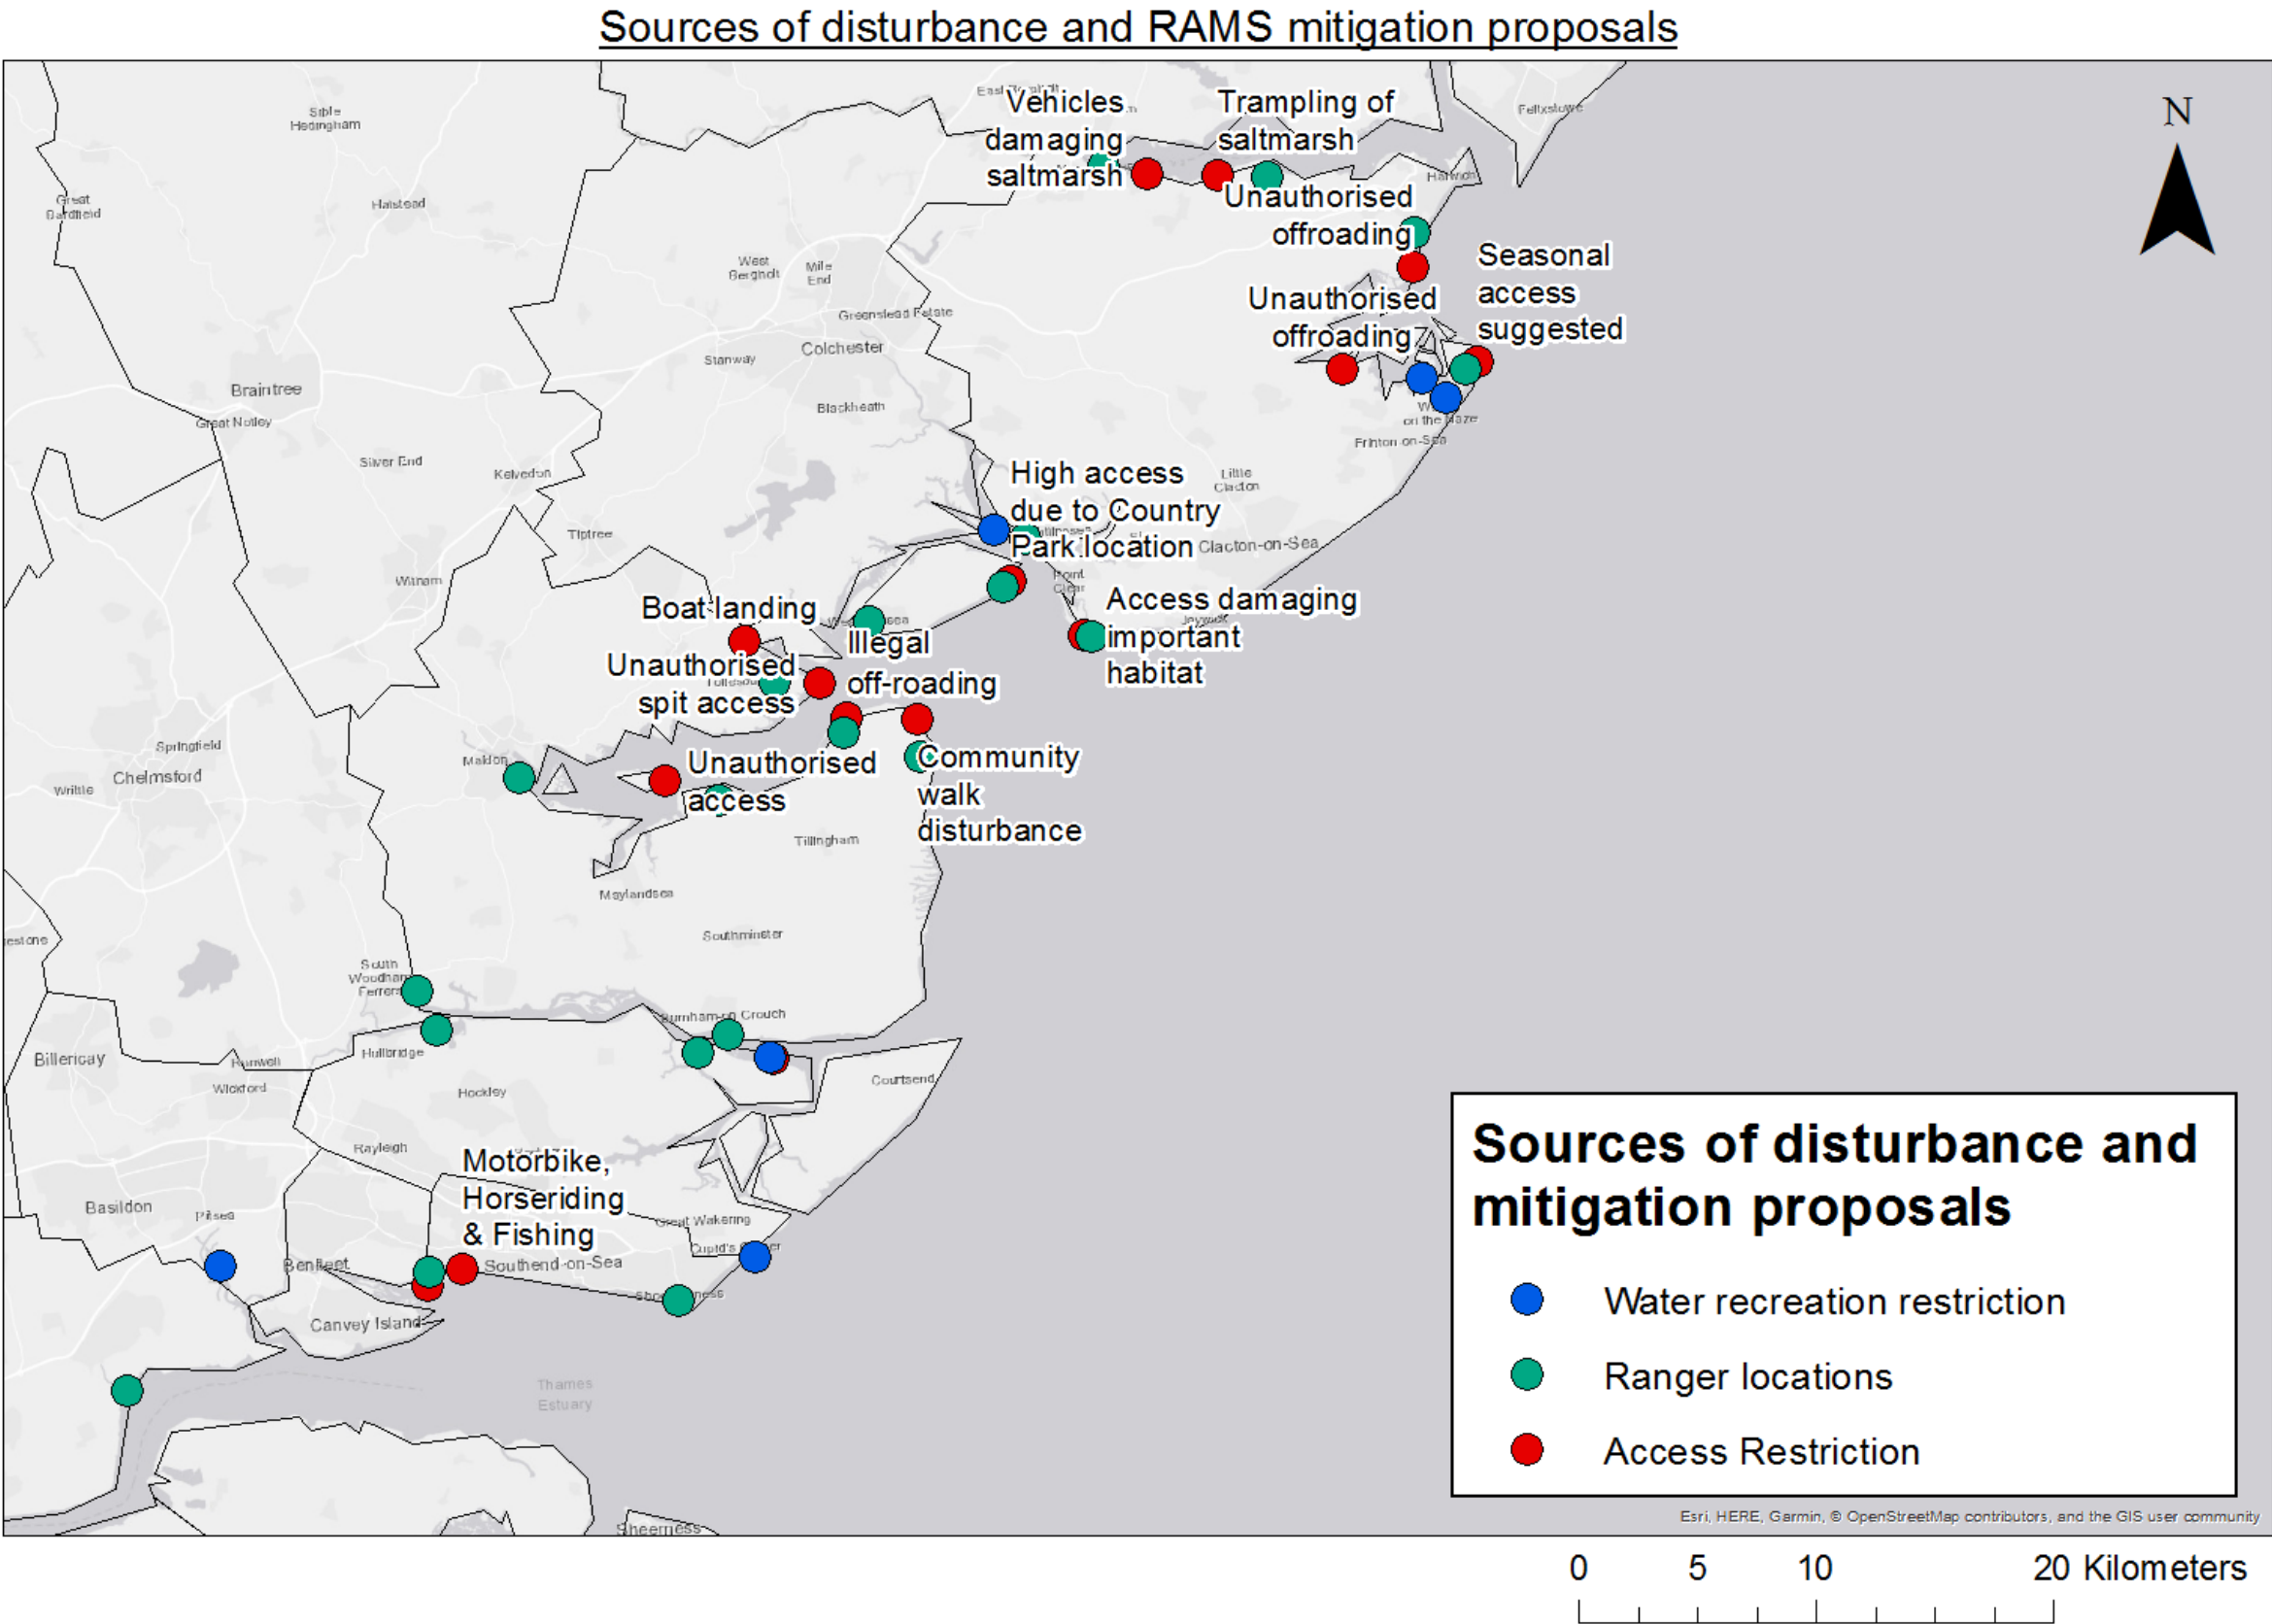 Sources of disturbance and RAMS mitigation proposals
N
Vehicles
damaging
saltmarsh
Trampling of
saltmarsh
Felixstowe
Sible
Hedingham
Great
Bardfield
Halstead
Harwich
Unauthorised
offroading
Seasonal
access
suggested
Unauthorised
offroading
West
Bergholt
Mile
End
Greenstead Estate
Colchester
Stanway
Braintree
Blackheath
Great Notley
on the Naze
Frinton-on-Sea
Silver End
Kelvedon
Little
Clacton
High access
due to Country
Park location
Tiptree
Clacton-on-Sea
Witham
Point
Clear
Jaywick
Boat landing
Access damaging
important
habitat
Illegal
off-roading
Unauthorised
spit access
Springfield
Chelmsford
Writtle
Maldon
Unauthorised
access
Community
walk
disturbance
Tillingham
Maylandsea
Southminster
South
Woodham
Ferrers
Burnham-on Crouch
Billericay
Runwell
Hullbridge
Wickford
Hockley
Courtsend
Rayleigh
Motorbike,
Horseriding
& Fishing
Basildon
Pitsea
Great Wakering
Benfleet
Southend-on-Sea
Canvey Island
Thames
Estuary
Sheerness
Sources of disturbance and
mitigation proposals
Water recreation restriction
Ranger locations
Access Restriction
Esri, HERE, Garmin, © OpenStreetMap contributors, and the GIS user community
0 5 10 20 Kilometers